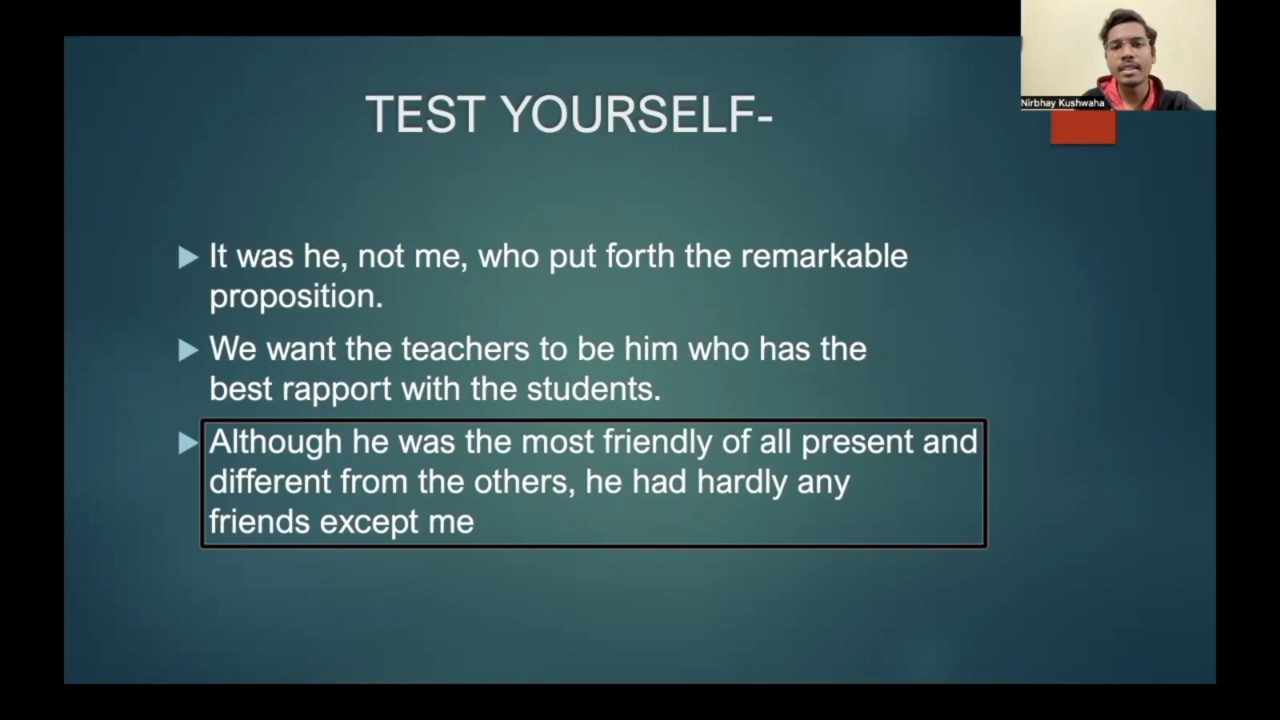 Nirbhay Kushwaha
TEST YOURSELF-
It was he, not me, who put forth the remarkable
proposition.
We want the teachers to be him who has the
best rapport with the students.
Although he was the most friendly of all present and
different from the others, he had hardly any
friends except me